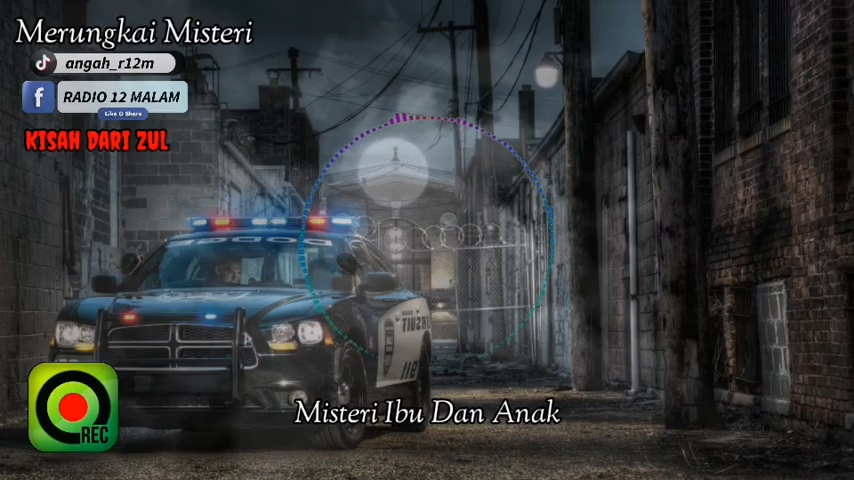 Merungkai Misteri
angah_r12m
RADIO 12 MALAM
Like & Share
KISAH DARI ZUL
REC
Misteri Ibu Dan Anak